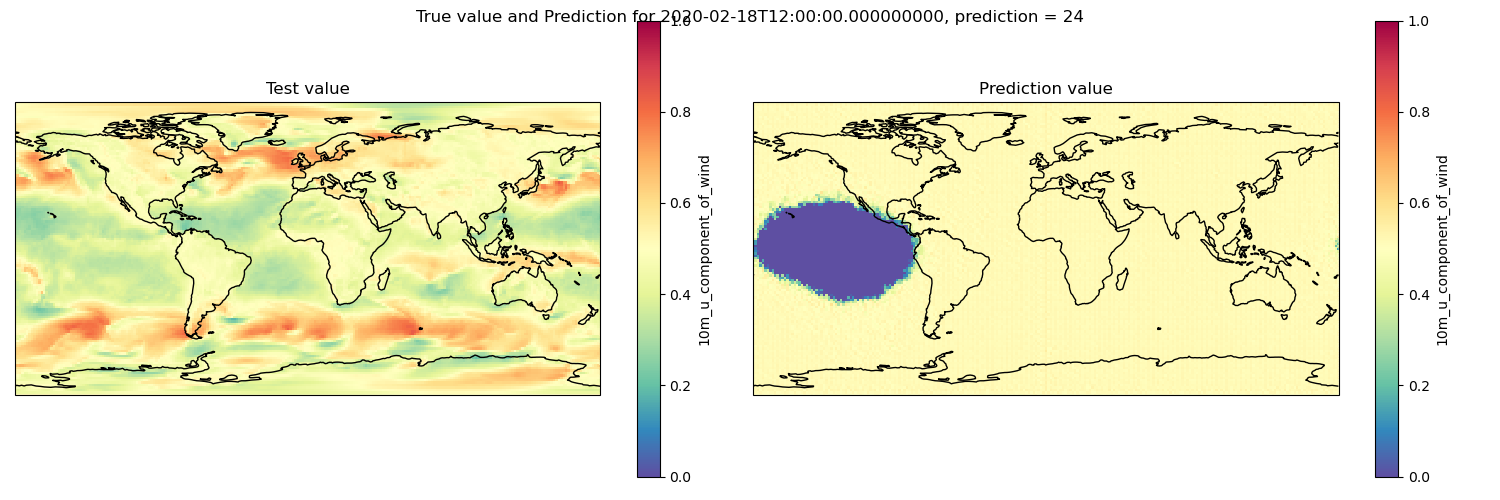 True value and Prediction for 2020-02-18T12:00:00.000000000, prediction = 24
Test value
1.0
0.8
0.6
0.4
0.2
0.0
10m_u_component_of_wind
Prediction value
1.0
0.8
0.6
0.4
0.2
0.0
10m_u_component_of_wind